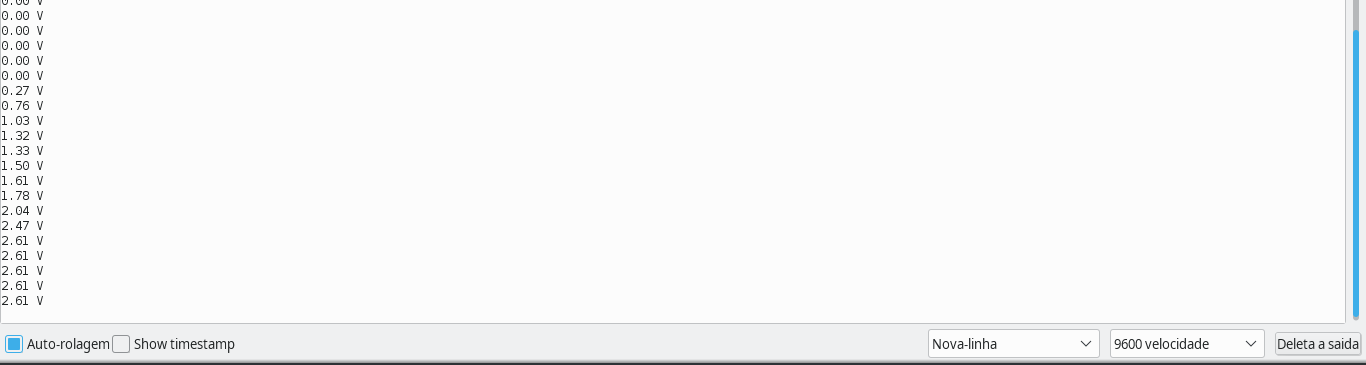 0.00 V
0.00 V
0.00 V
0.00 V
0.00 V
0.00 V
0.27 V
0.76 V
1.03 V
1.32 V
1.33 V
1.50 V
1.61 V
1.78 V
2.04 V
2.47 V
2.61 V
2.61 V
2.61 V
2.61 V
2.61 V
Auto-rolagem Show timestamp Nova-linha 9600 velocidade Deleta a saida